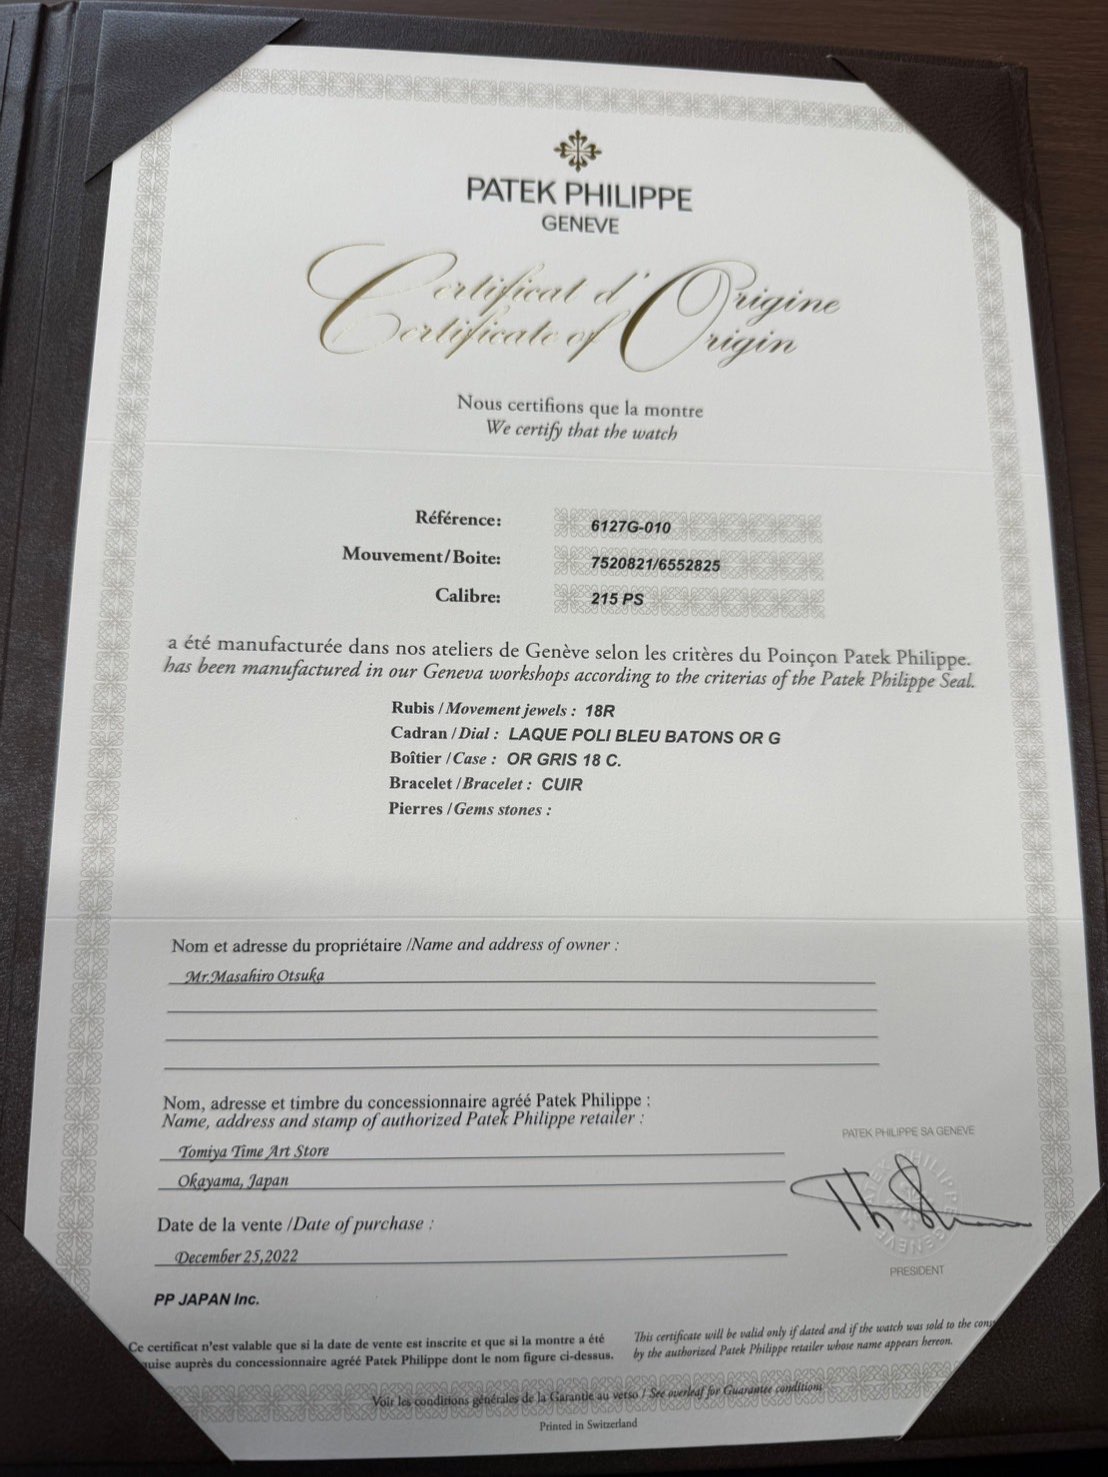 PATEK PHILIPPE
GENEVE
Certificat d'Origine
Certificate of Origin
Nous certifions que la montre
We certify that the watch
Référence: 6127G-010
Mouvement/Boite: 7520821/6552825
Calibre: 215 PS
a été manufacturée dans nos ateliers de Genève selon les critères du Poinçon Patek Philippe.
has been manufactured in our Geneva workshops according to the criterias of the Patek Philippe Seal.
Rubis /Movement jewels : 18R
Cadran /Dial : LAQUE POLI BLEU BATONS OR G
Boîtier /Case : OR GRIS 18 C.
Bracelet /Bracelet : CUIR
Pierres /Gems stones :
Nom et adresse du propriétaire /Name and address of owner :
Mr.Masahiro Otsuka
Nom, adresse et timbre du concessionnaire agréé Patek Philippe :
Name, address and stamp of authorized Patek Philippe retailer :
Tomiya Time Art Store
Okayama, Japan
PATEK PHILIPPE SA GENEVE
PATEK PHILIPPE GENEVE
PRESIDENT
Date de la vente /Date of purchase :
December 25,2022
PP JAPAN Inc.
Ce certificat n'est valable que si la date de vente est inscrite et que si la montre a été
quise auprès du concessionnaire agréé Patek Philippe dont le nom figure ci-dessus.
This certificate will be valid only if dated and if the watch was sold to the cons
by the authorized Patek Philippe retailer whose name appears hereon.
Voir les conditions générales de la Garantie au verso / See overleaf for Guarantee conditions
Printed in Switzerland